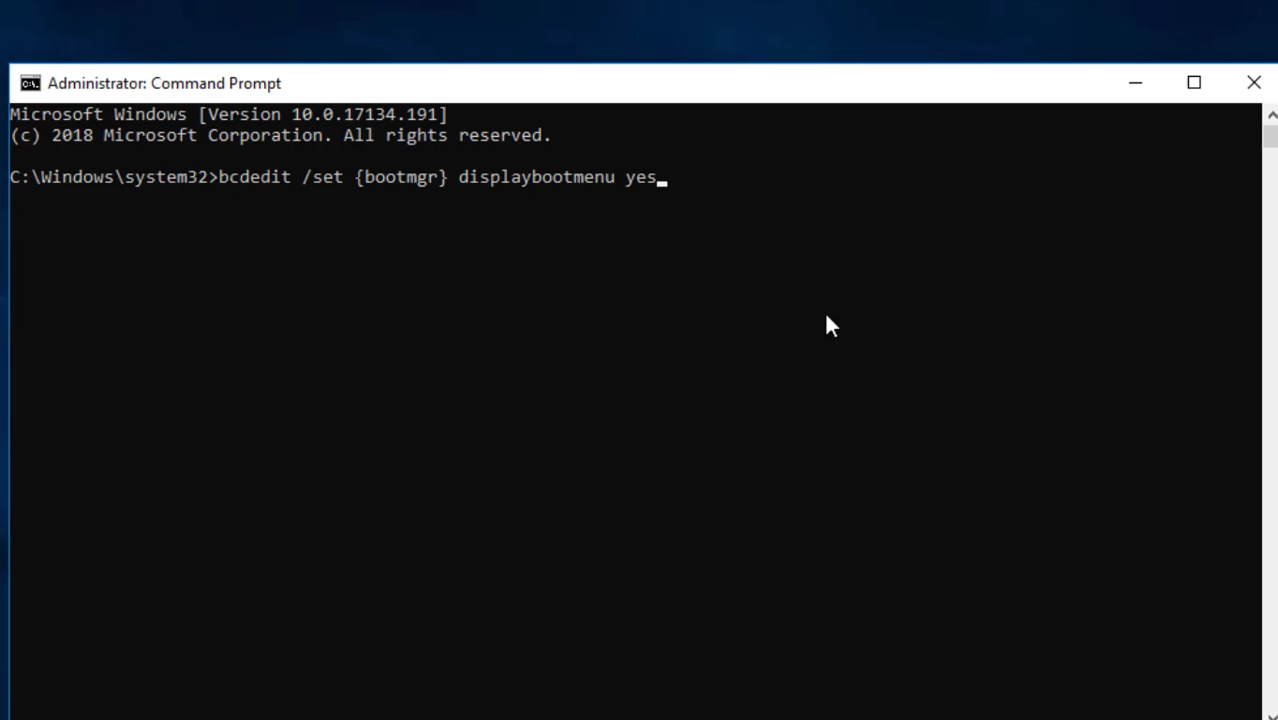 Administrator: Command Prompt
Microsoft Windows [Version 10.0.17134.191]
(c) 2018 Microsoft Corporation. All rights reserved.
C:\Windows\system32>bcdedit /set {bootmgr} displaybootmenu yes